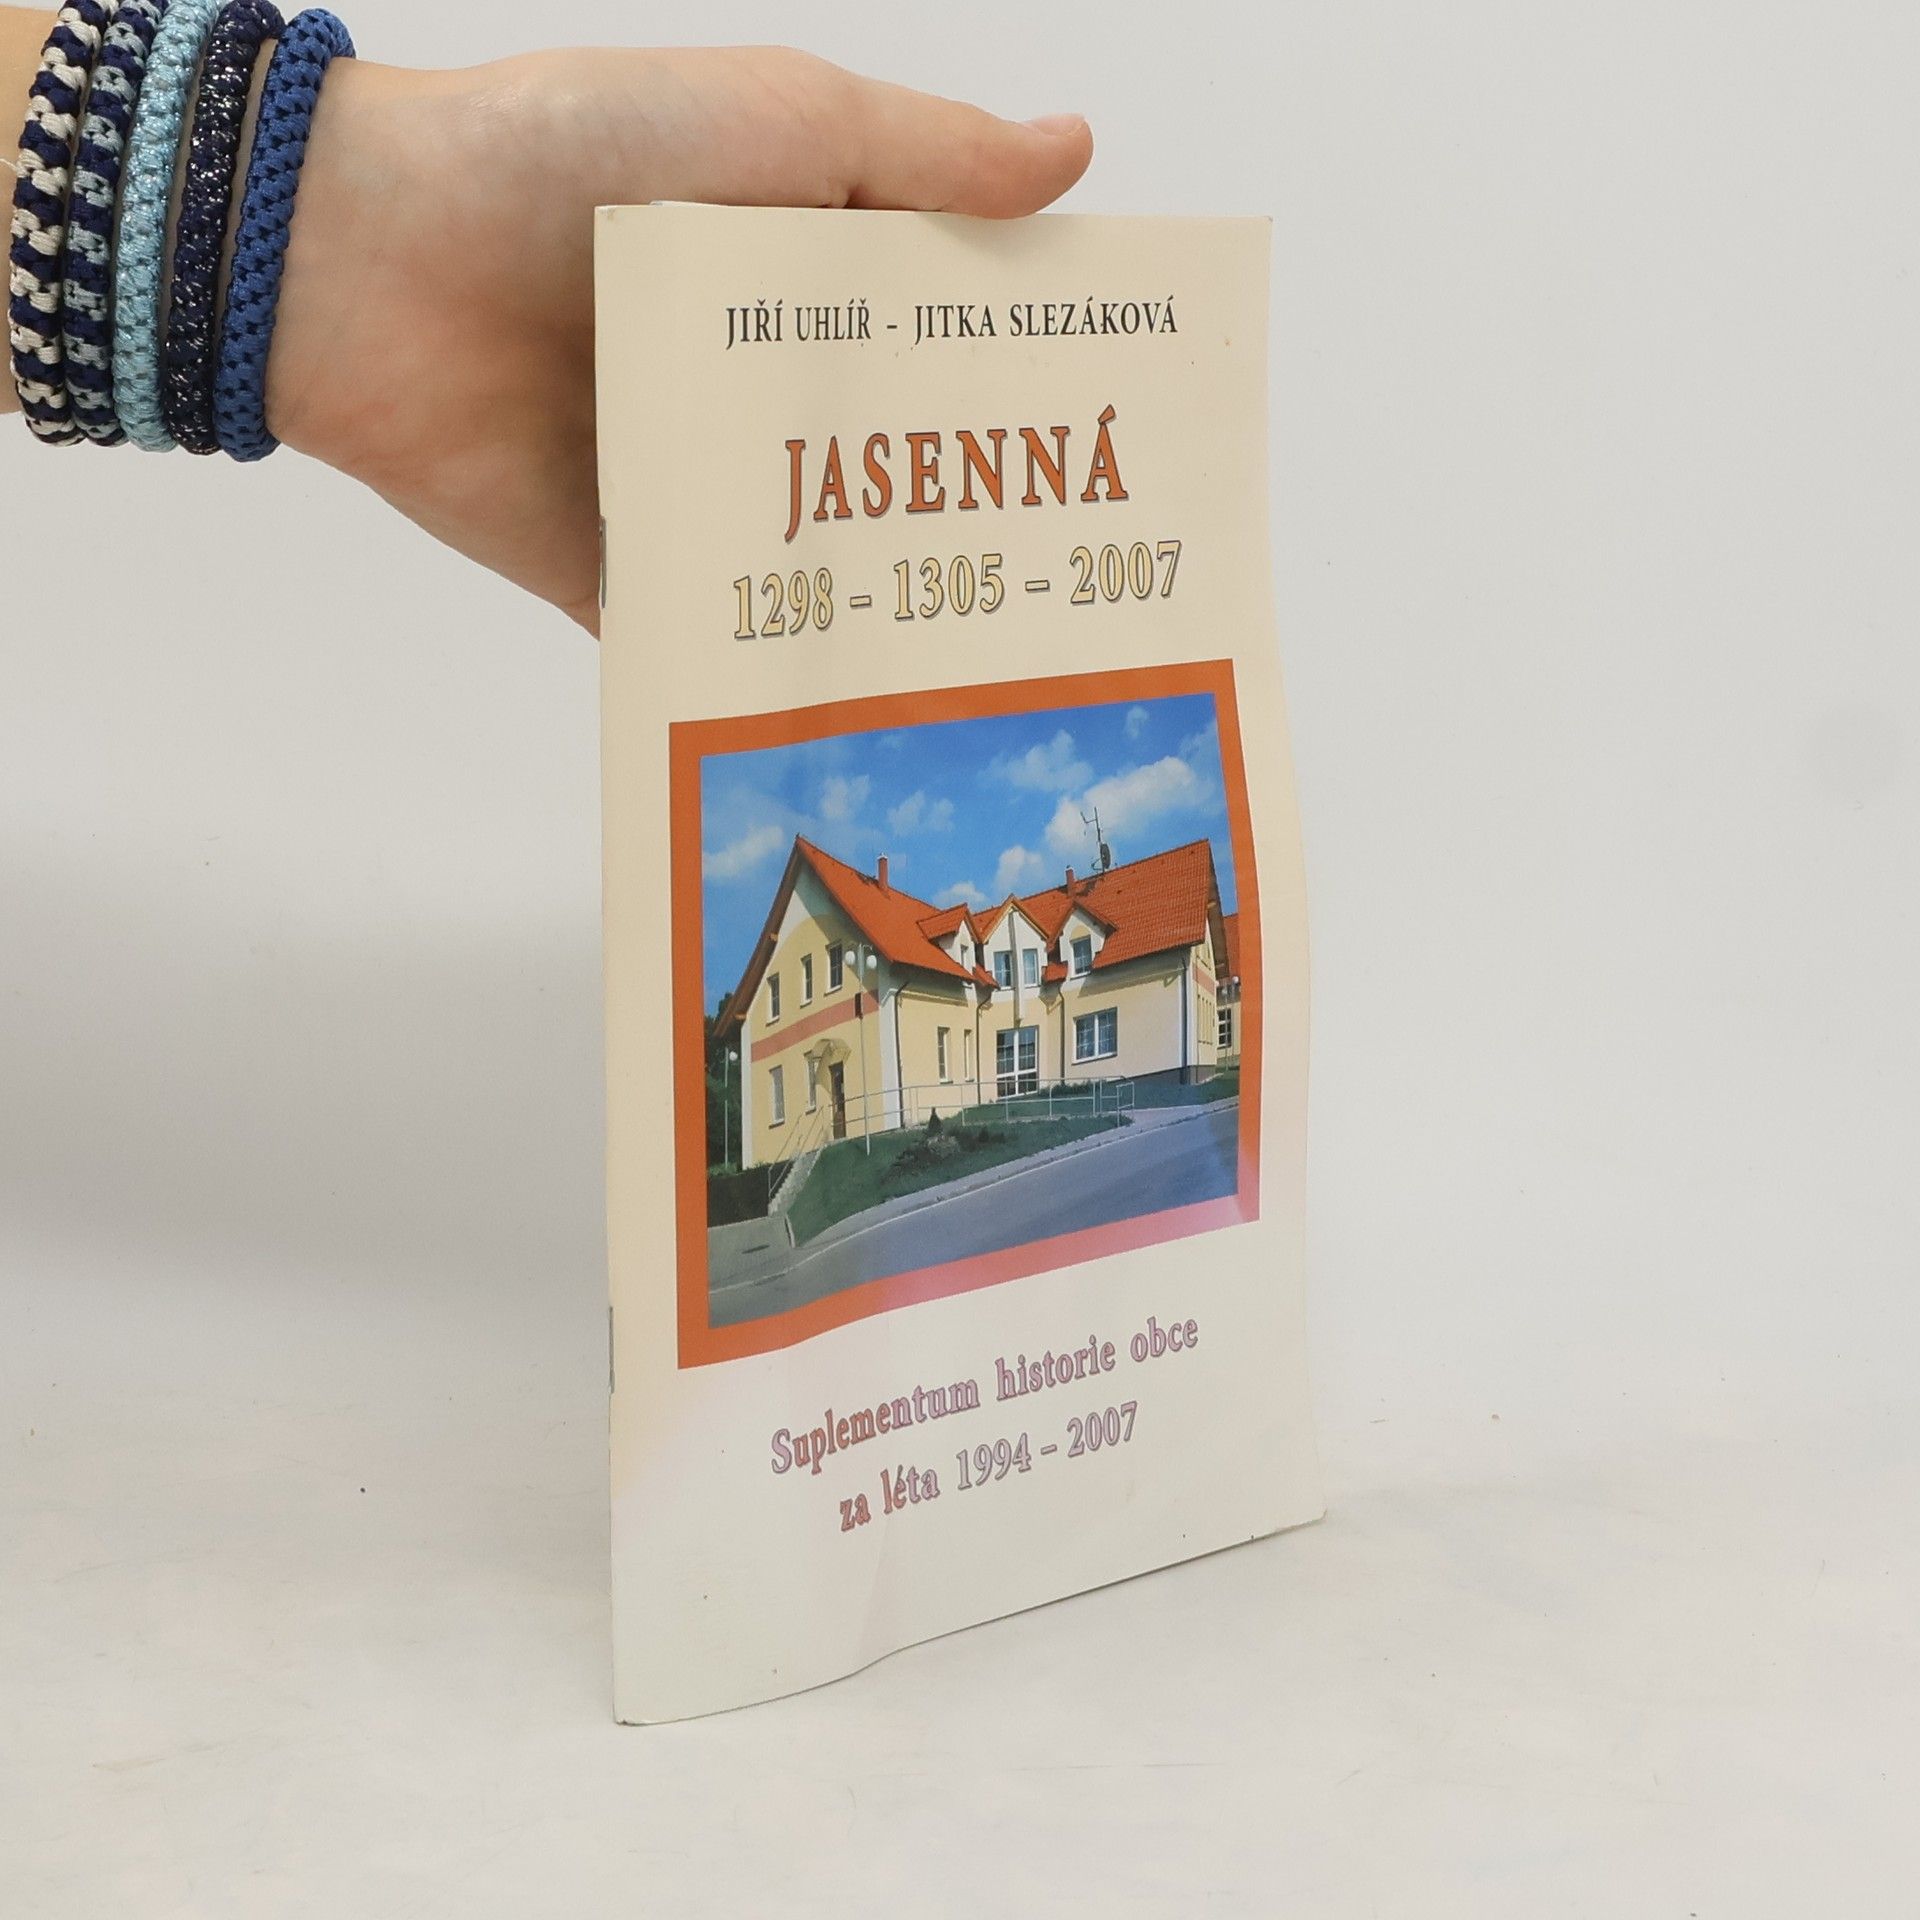 JIŘÍ UHLÍŘ - JITKA SLEZÁKOVÁ
JASENNÁ
1298 - 1305 - 2007
Suplementum historie obce
za léta 1994 - 2007